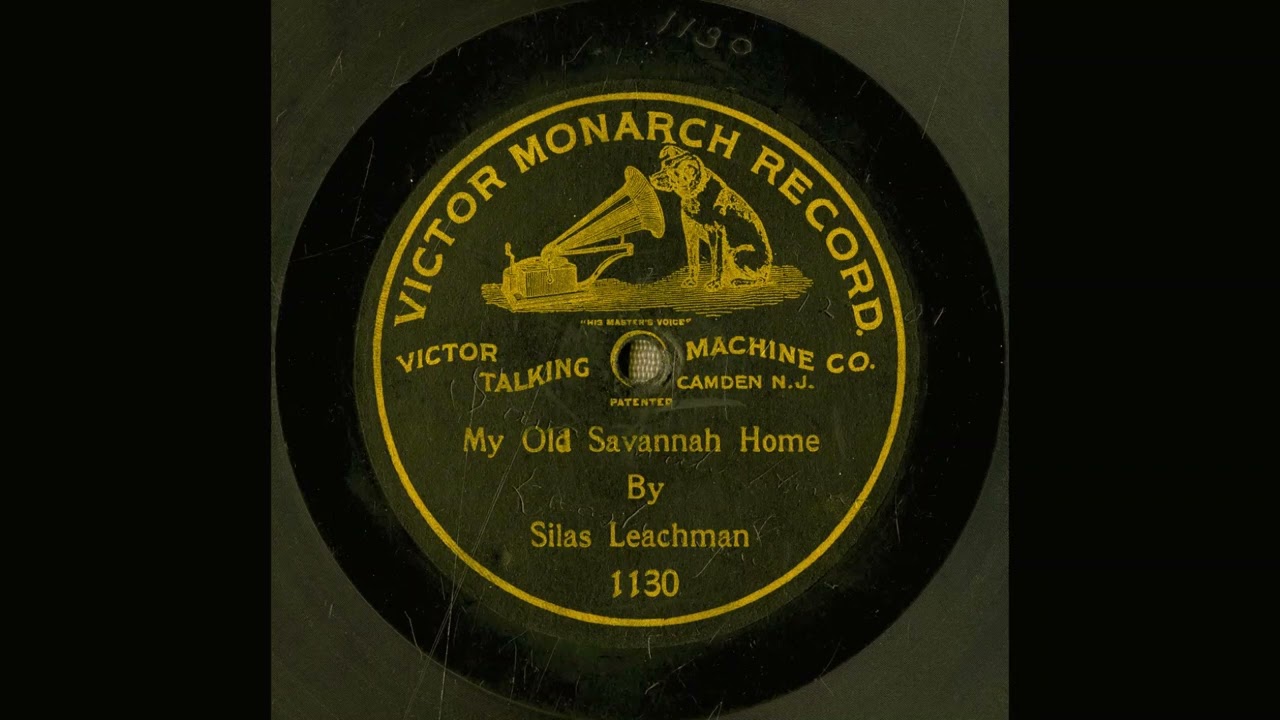 1130
VICTOR MONARCH RECORD.
"HIS MASTER'S VOICE"
VICTOR TALKING MACHINE CO.
CAMDEN N.J.
PATENTED
My Old Savannah Home
By
Silas Leachman
1130